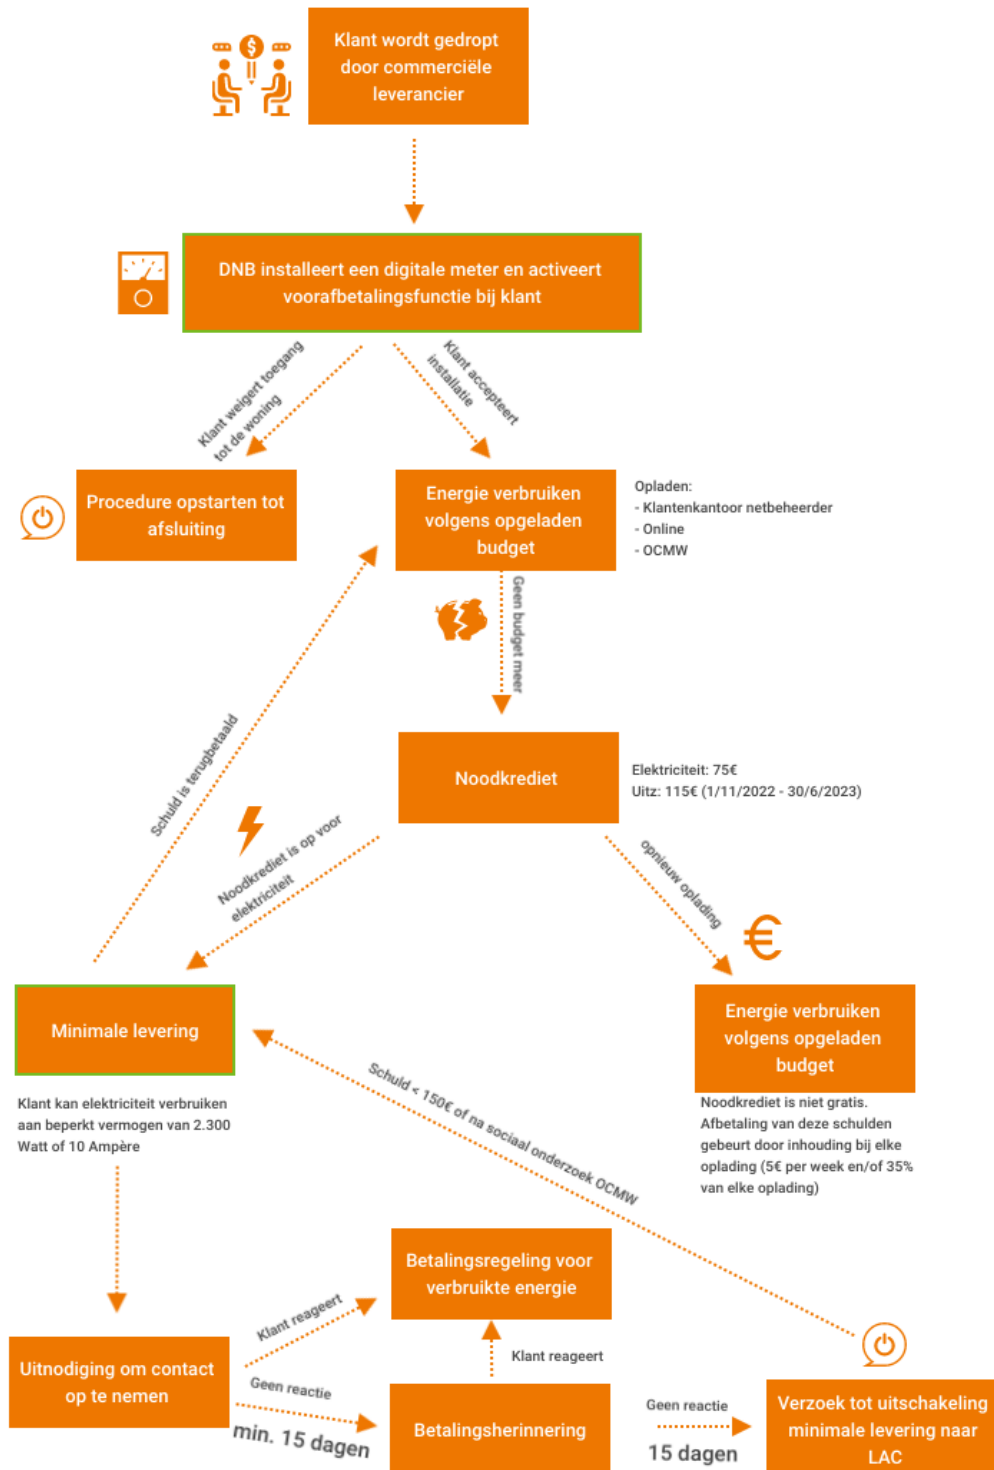 Klant wordt gedropt
door commerciële
leverancier
DNB installeert een digitale meter en activeert
voorafbetalingsfunctie bij klant
Klant weigert toegang
tot de woning
Klant accepteert
installatie
Procedure opstarten tot
afsluiting
Energie verbruiken
volgens opgeladen
budget
Opladen:
- Klantenkantoor netbeheerder
- Online
- OCMW
Geen budget meer
Schuld is terugbetaald
Noodkrediet
Elektriciteit: 75€
Uitz: 115€ (1/11/2022 - 30/6/2023)
Noodkrediet is op voor
elektriciteit
opnieuw oplading
€
Minimale levering
Energie verbruiken
volgens opgeladen
budget
Klant kan elektriciteit verbruiken
aan beperkt vermogen van 2.300
Watt of 10 Ampère
Noodkrediet is niet gratis.
Afbetaling van deze schulden
gebeurt door inhouding bij elke
oplading (5€ per week en/of 35%
van elke oplading)
Schuld < 150€ of na sociaal onderzoek OCMW
Betalingsregeling voor
verbruikte energie
Klant reageert
Uitnodiging om contact
op te nemen
Geen reactie
min. 15 dagen
Klant reageert
Betalingsherinnering
Geen reactie
15 dagen
Verzoek tot uitschakeling
minimale levering naar
LAC